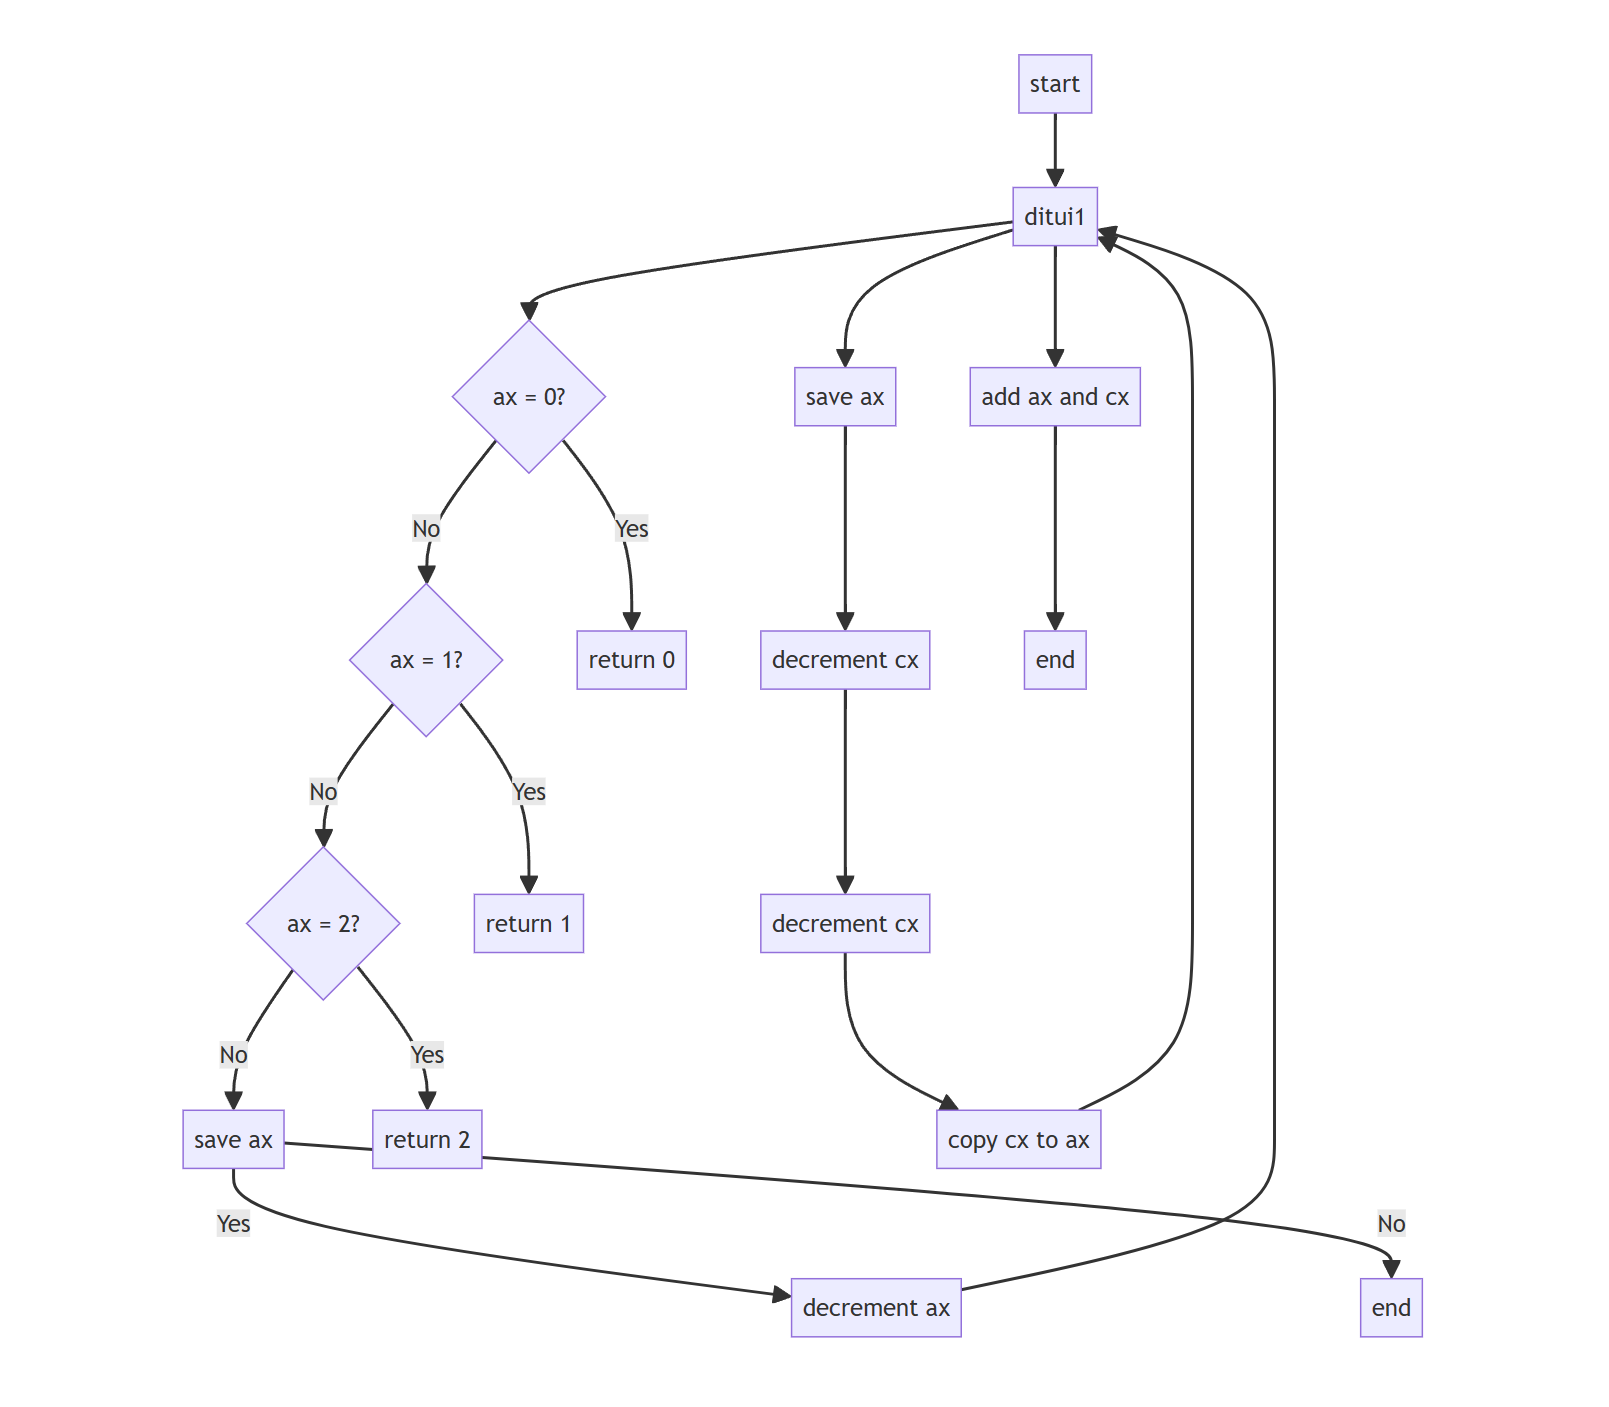 start
ditui1
ax = 0?
save ax
add ax and cx
No
Yes
ax = 1?
return 0
decrement cx
end
No
Yes
ax = 2?
return 1
decrement cx
No
Yes
save ax
return 2
copy cx to ax
Yes
No
decrement ax
end